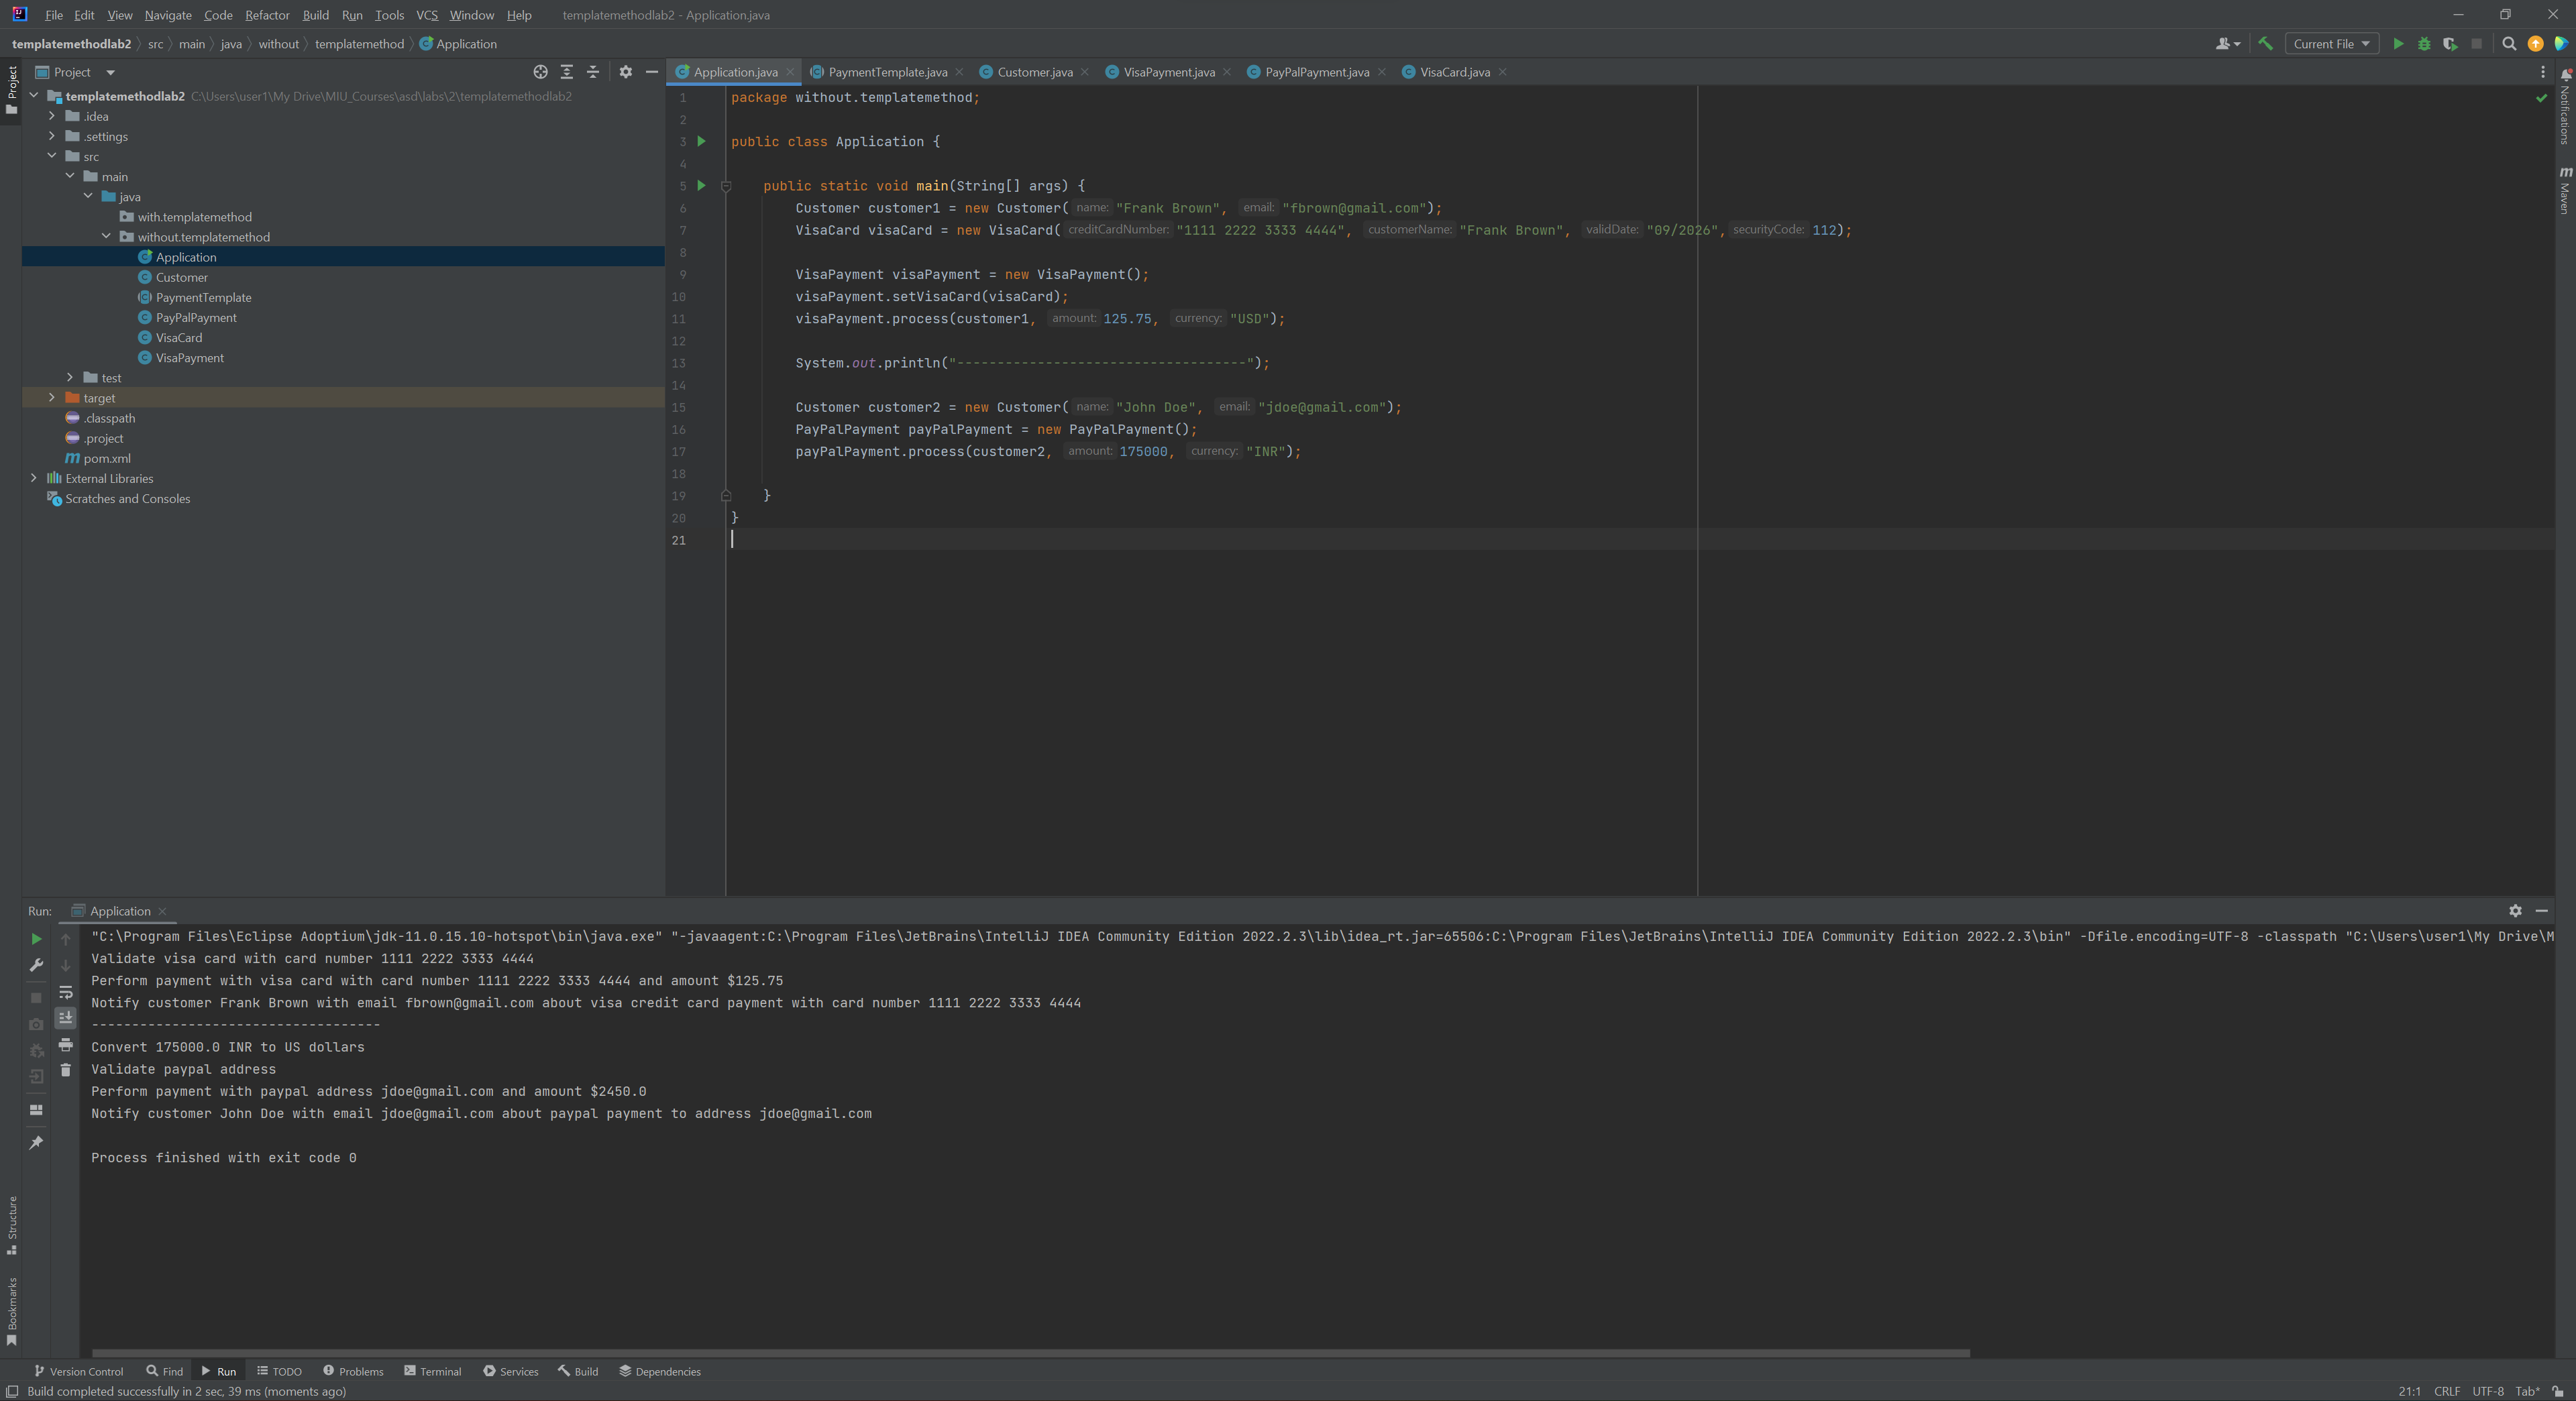 File Edit View Navigate Code Refactor Build Run Tools VCS Window Help templatemethodlab2 - Application.java
templatemethodlab2 src main java without templatemethod Application
Current File
Project
Project
templatemethodlab2 C:\Users\user1\My Drive\MIU_Courses\asd\labs\2\templatemethodlab2
.idea
.settings
src
main
java
with.templatemethod
without.templatemethod
Application
Customer
PaymentTemplate
PayPalPayment
VisaCard
VisaPayment
test
target
.classpath
.project
pom.xml
External Libraries
Scratches and Consoles
Application.java PaymentTemplate.java Customer.java VisaPayment.java PayPalPayment.java VisaCard.java
1 package without.templatemethod;
2
3 public class Application {
4
5 public static void main(String[] args) {
6 Customer customer1 = new Customer( name: "Frank Brown", email: "fbrown@gmail.com");
7 VisaCard visaCard = new VisaCard( creditCardNumber: "1111 2222 3333 4444", customerName: "Frank Brown", validDate: "09/2026", securityCode: 112);
8
9 VisaPayment visaPayment = new VisaPayment();
10 visaPayment.setVisaCard(visaCard);
11 visaPayment.process(customer1, amount: 125.75, currency: "USD");
12
13 System.out.println("------------------------------------");
14
15 Customer customer2 = new Customer( name: "John Doe", email: "jdoe@gmail.com");
16 PayPalPayment payPalPayment = new PayPalPayment();
17 payPalPayment.process(customer2, amount: 175000, currency: "INR");
18
19 }
20 }
21
Notifications
Maven
Run: Application
"C:\Program Files\Eclipse Adoptium\jdk-11.0.15.10-hotspot\bin\java.exe" "-javaagent:C:\Program Files\JetBrains\IntelliJ IDEA Community Edition 2022.2.3\lib\idea_rt.jar=65506:C:\Program Files\JetBrains\IntelliJ IDEA Community Edition 2022.2.3\bin" -Dfile.encoding=UTF-8 -classpath "C:\Users\user1\My Drive\M
Validate visa card with card number 1111 2222 3333 4444
Perform payment with visa card with card number 1111 2222 3333 4444 and amount $125.75
Notify customer Frank Brown with email fbrown@gmail.com about visa credit card payment with card number 1111 2222 3333 4444
------------------------------------
Convert 175000.0 INR to US dollars
Validate paypal address
Perform payment with paypal address jdoe@gmail.com and amount $2450.0
Notify customer John Doe with email jdoe@gmail.com about paypal payment to address jdoe@gmail.com
Process finished with exit code 0
Structure
Bookmarks
Version Control Find Run TODO Problems Terminal Services Build Dependencies
Build completed successfully in 2 sec, 39 ms (moments ago) 21:1 CRLF UTF-8 Tab*